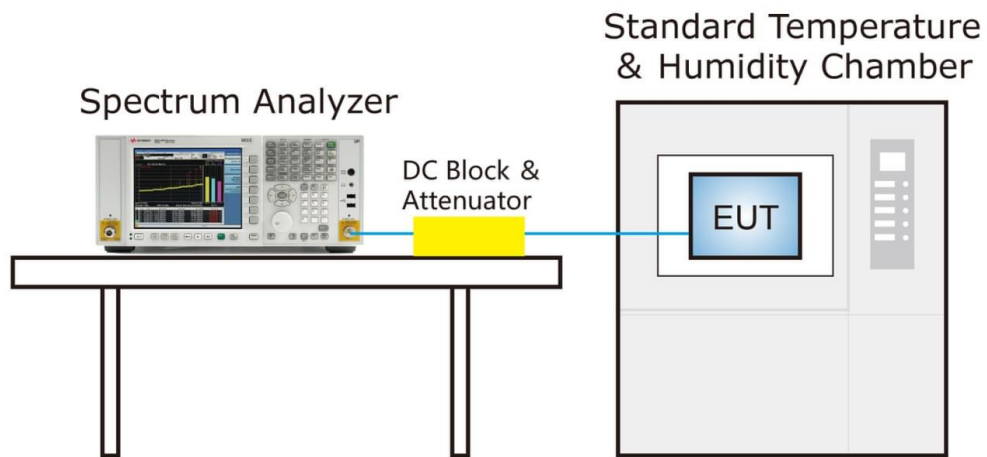 Standard Temperature
& Humidity Chamber
Spectrum Analyzer
DC Block &
Attenuator
EUT